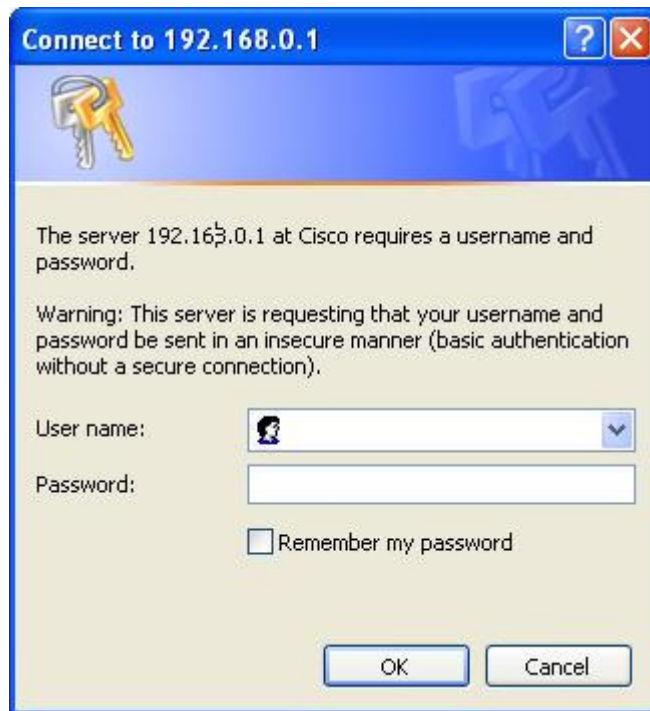 Connect to 192.168.0.1
?
The server 192.168.0.1 at Cisco requires a username and
password.
Warning: This server is requesting that your username and
password be sent in an insecure manner (basic authentication
without a secure connection).
User name:
Password:
Remember my password
OK
Cancel